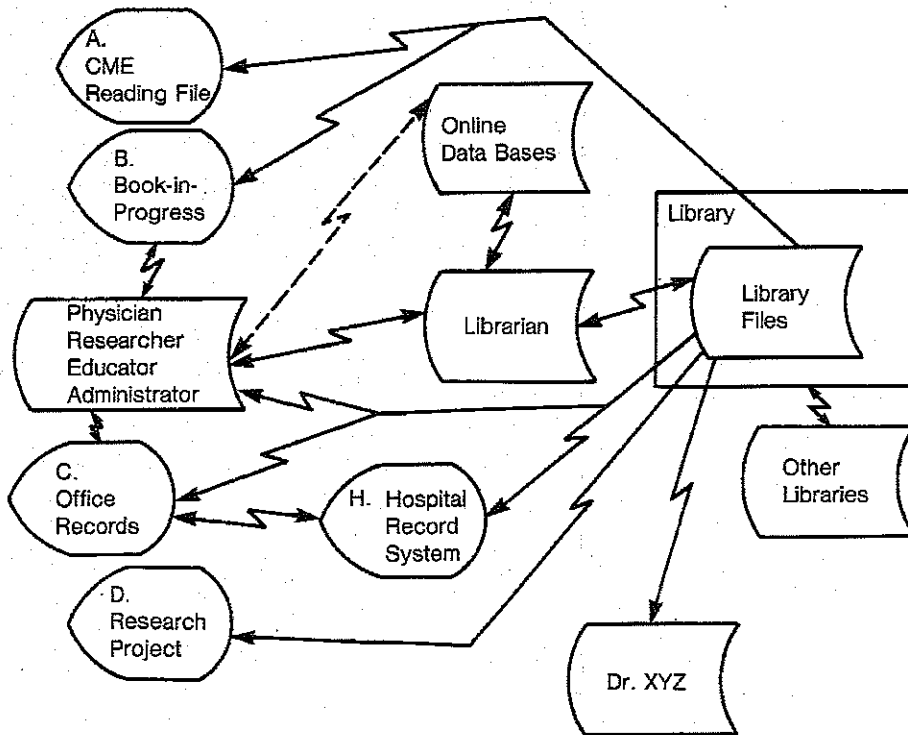 A.
CME
Reading File
B.
Book-in-
Progress
Online
Data Bases
Library
Library
Files
Librarian
Physician
Researcher
Educator
Administrator
C.
Office
Records
H. Hospital
Record
System
Other
Libraries
D.
Research
Project
Dr. XYZ